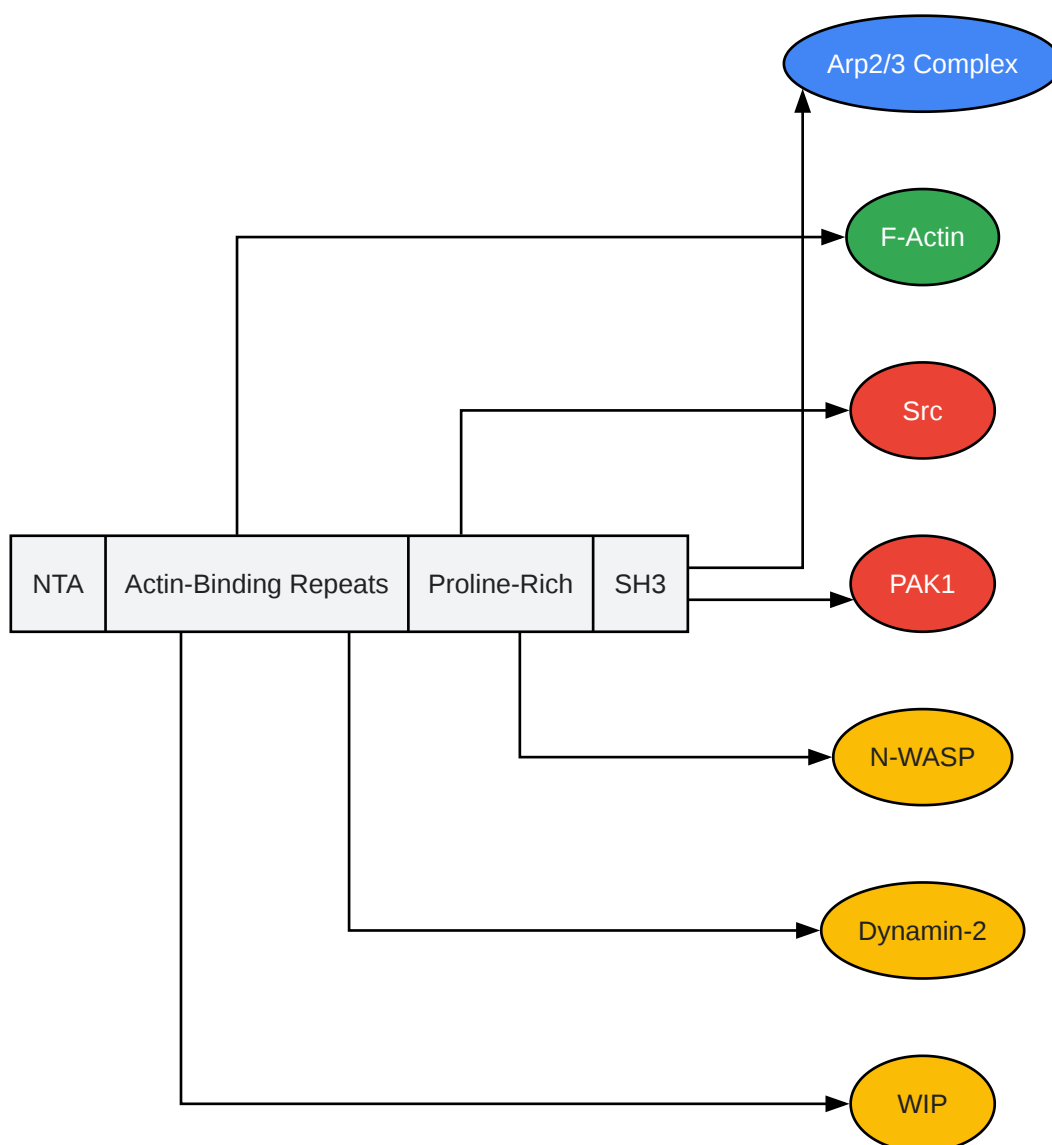 Arp2/3 Complex
F-Actin
Src
NTA
Actin-Binding Repeats
Proline-Rich
SH3
PAK1
N-WASP
Dynamin-2
WIP